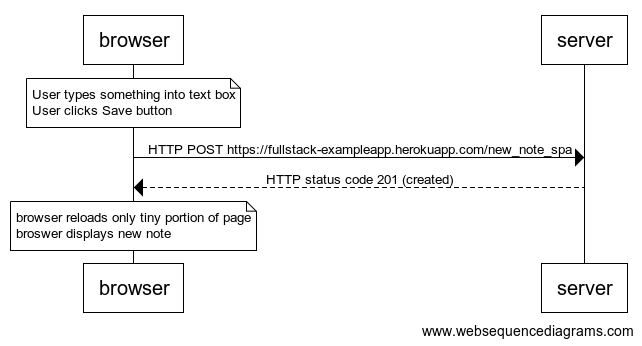 browser
server
User types something into text box
User clicks Save button
HTTP POST https://fullstack-exampleapp.herokuapp.com/new_note_spa
HTTP status code 201 (created)
browser reloads only tiny portion of page
broswer displays new note
browser
server
www.websequencediagrams.com